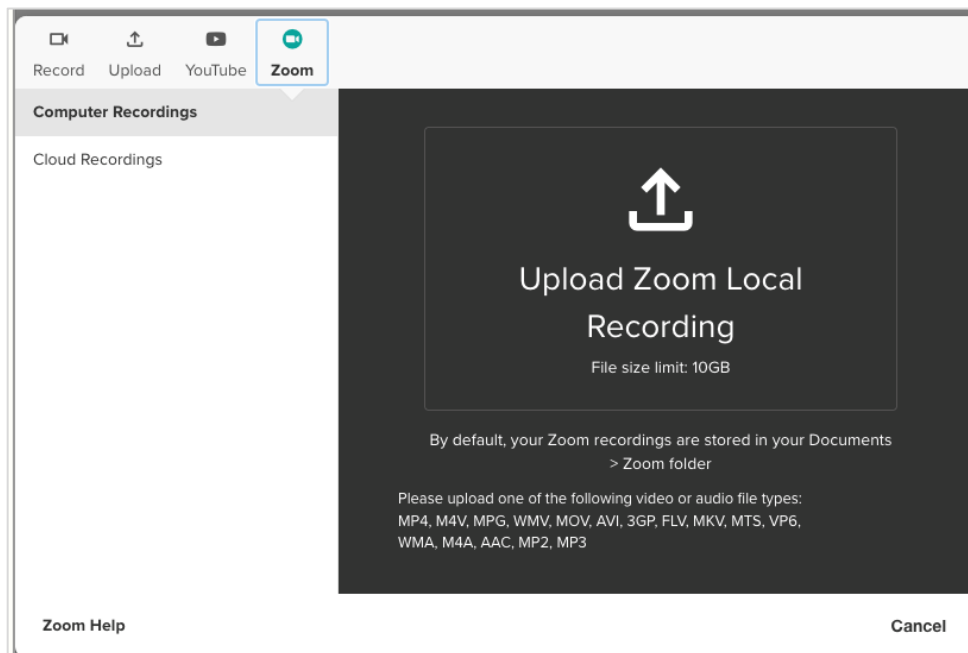 Record Upload YouTube Zoom
Computer Recordings
Cloud Recordings
Upload Zoom Local
Recording
File size limit: 10GB
By default, your Zoom recordings are stored in your Documents
> Zoom folder
Please upload one of the following video or audio file types:
MP4, M4V, MPG, WMV, MOV, AVI, 3GP, FLV, MKV, MTS, VP6,
WMA, M4A, AAC, MP2, MP3
Zoom Help Cancel